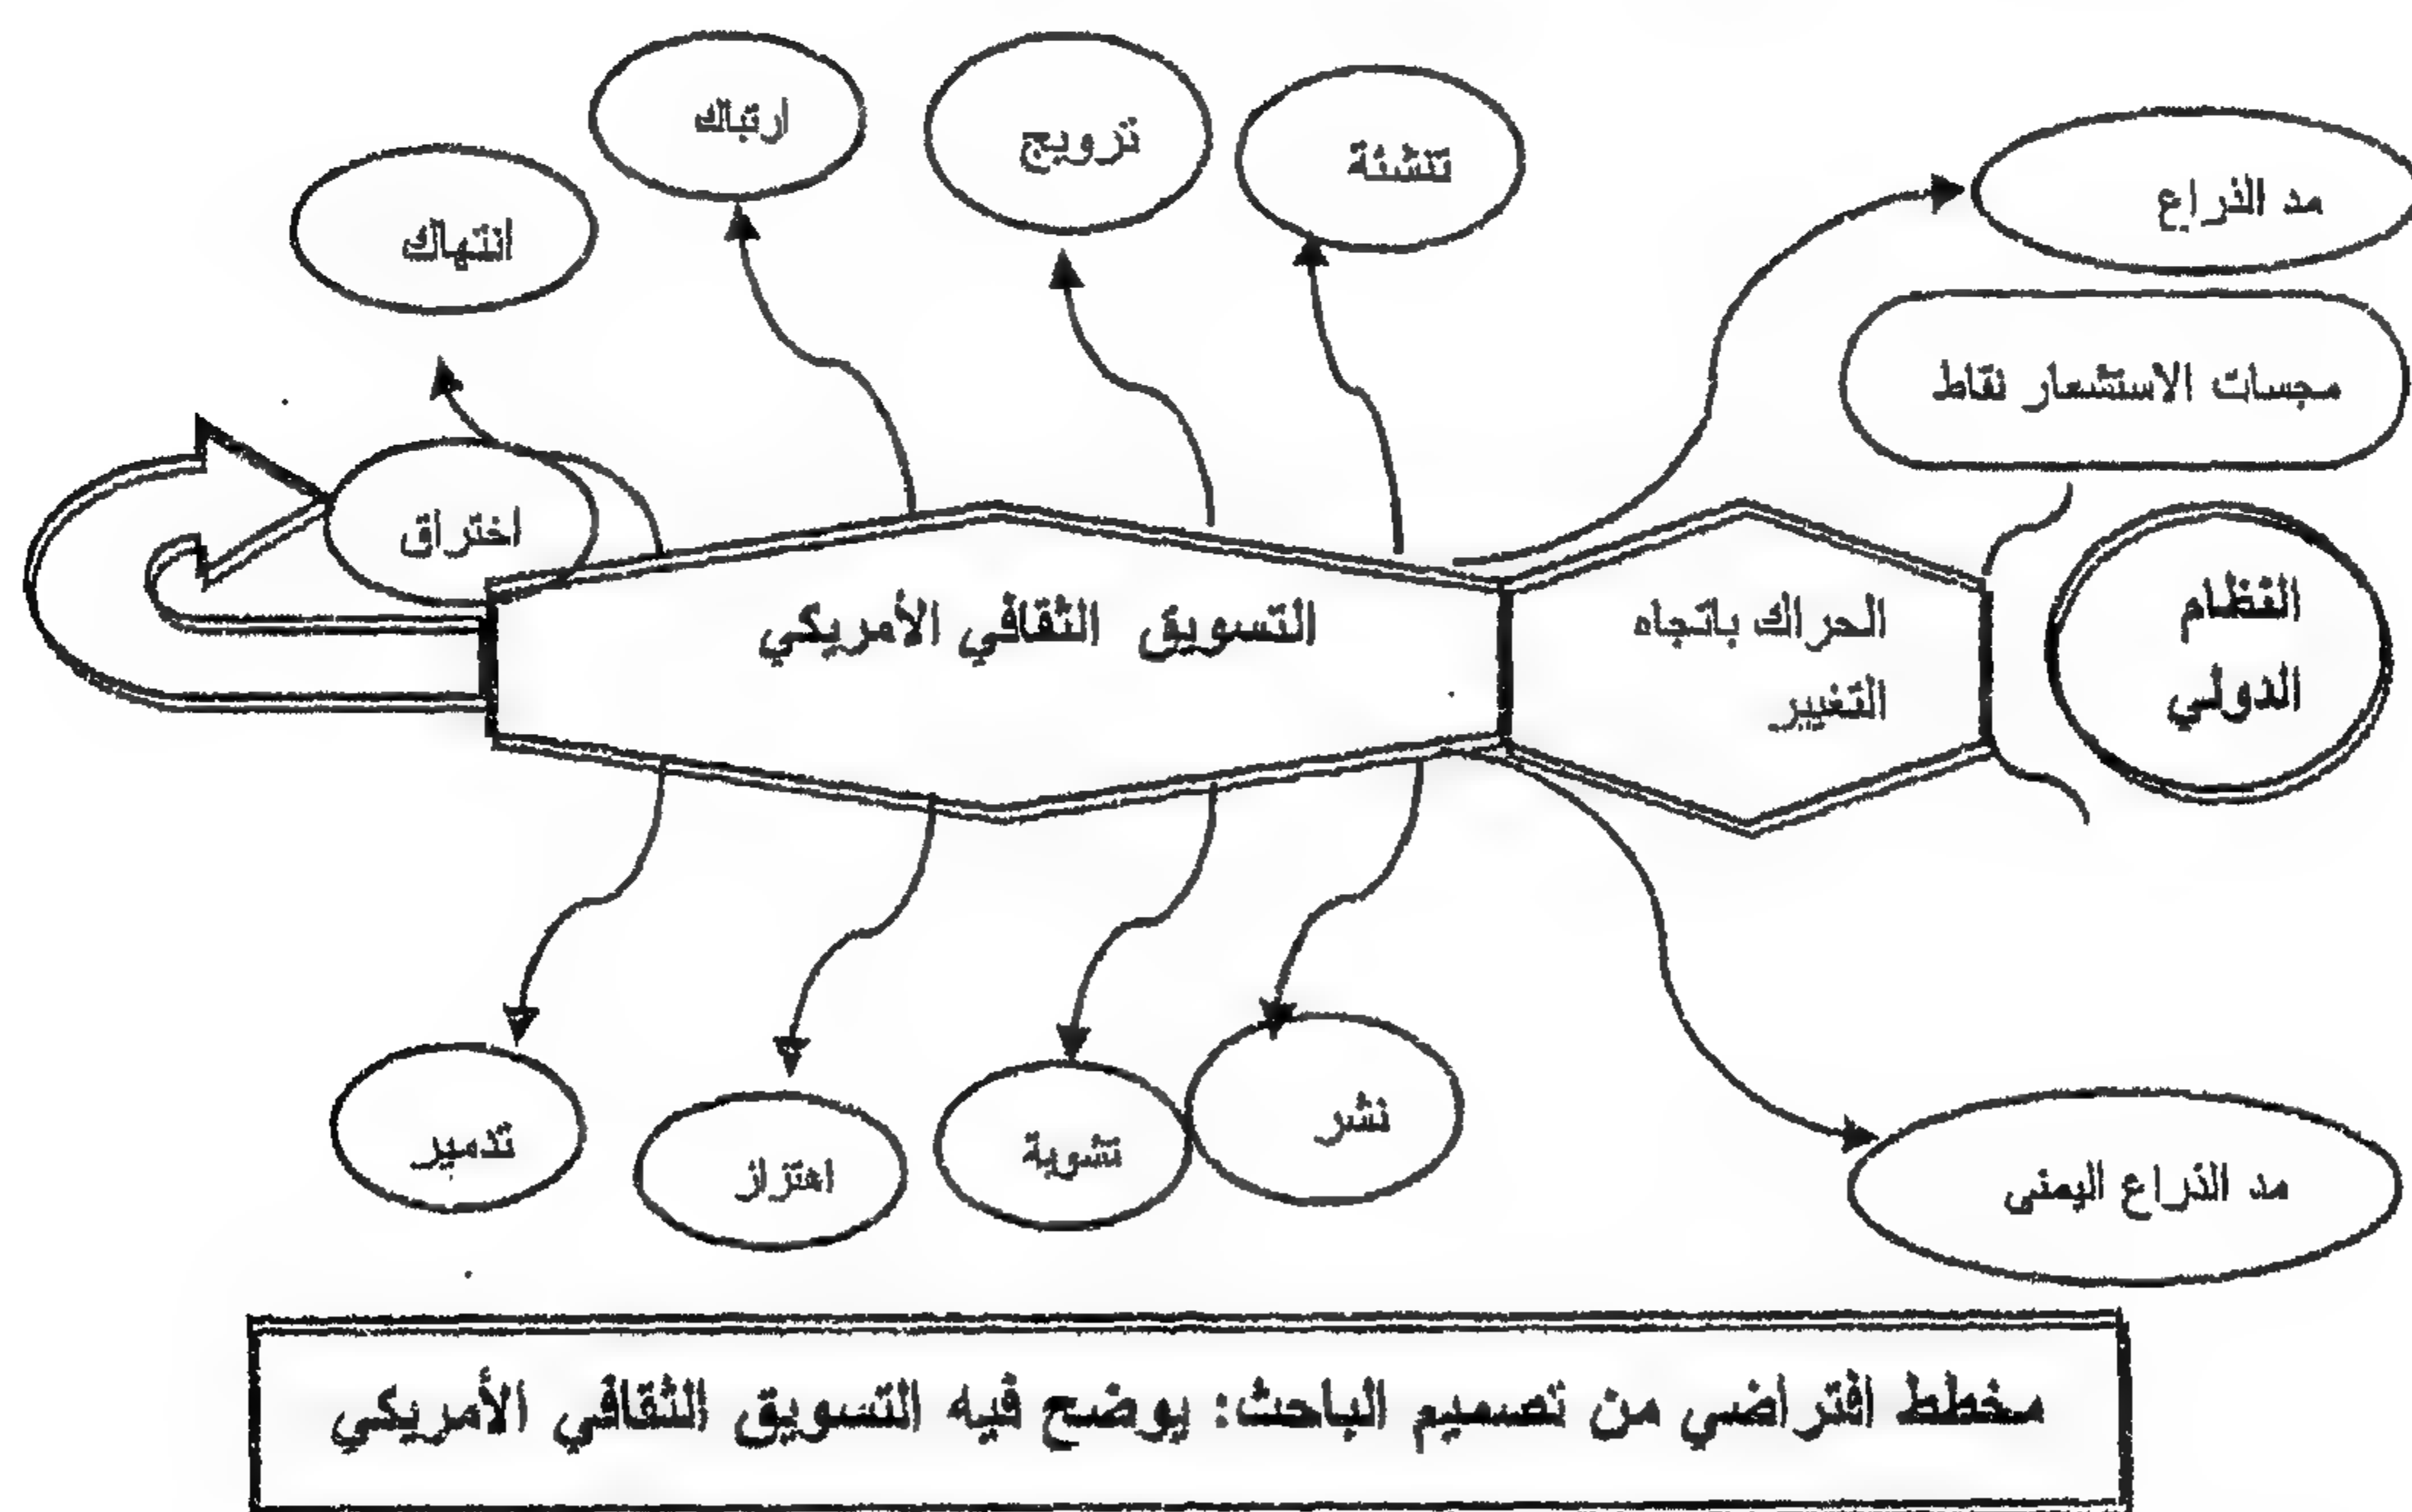 ارتباك
ترويج
تنشئة
انتهاك
مد الذراع
مجسات الاستشعار نقاط
اختراق
التسويق الثقافي الأمريكي
الحراك باتجاه
التغيير
النظام
الدولي
نشر
تشوية
اهتزاز
تدمير
مد الذراع اليمنى
مخطط افتراضي من تصميم الباحث: يوضح فيه التسويق الثقافي الأمريكي